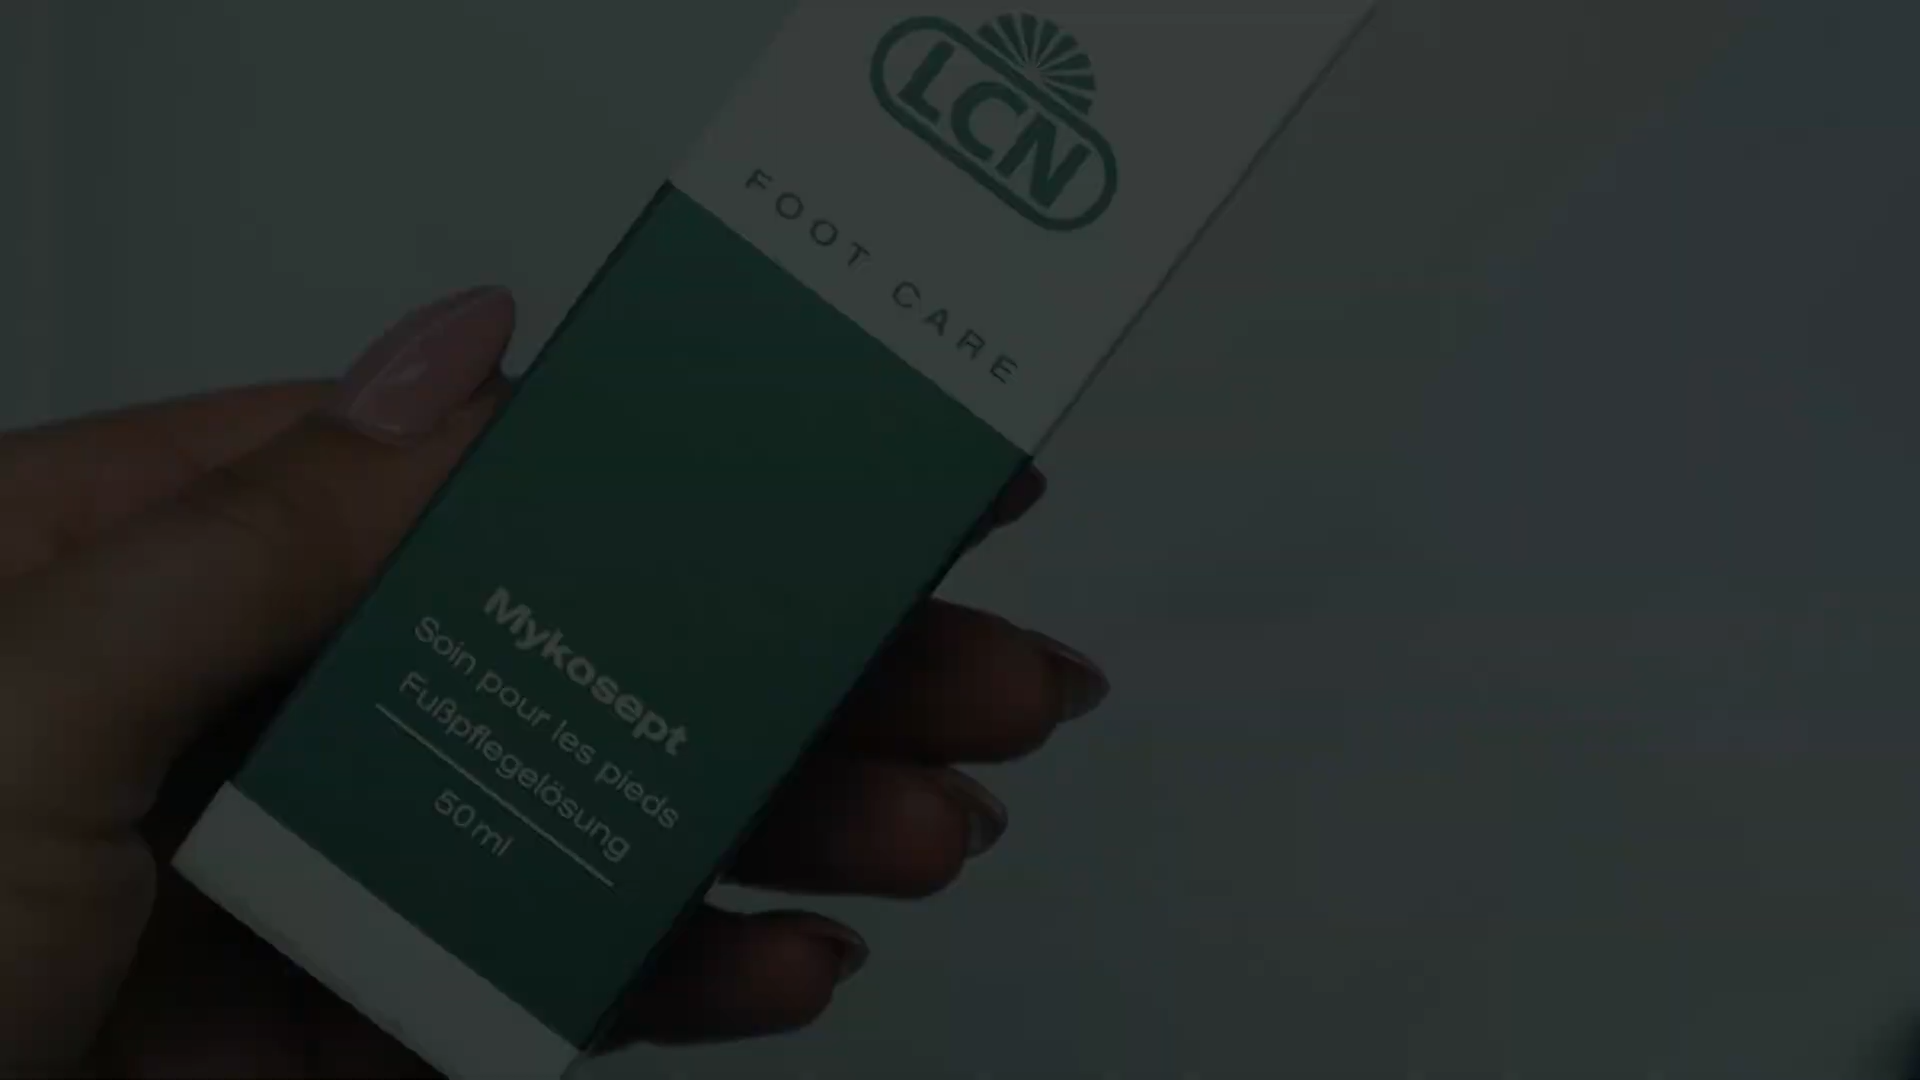 LCN
FOOT CARE
Mykosept
Soin pour les pieds
Fußpflegelösung
50 ml